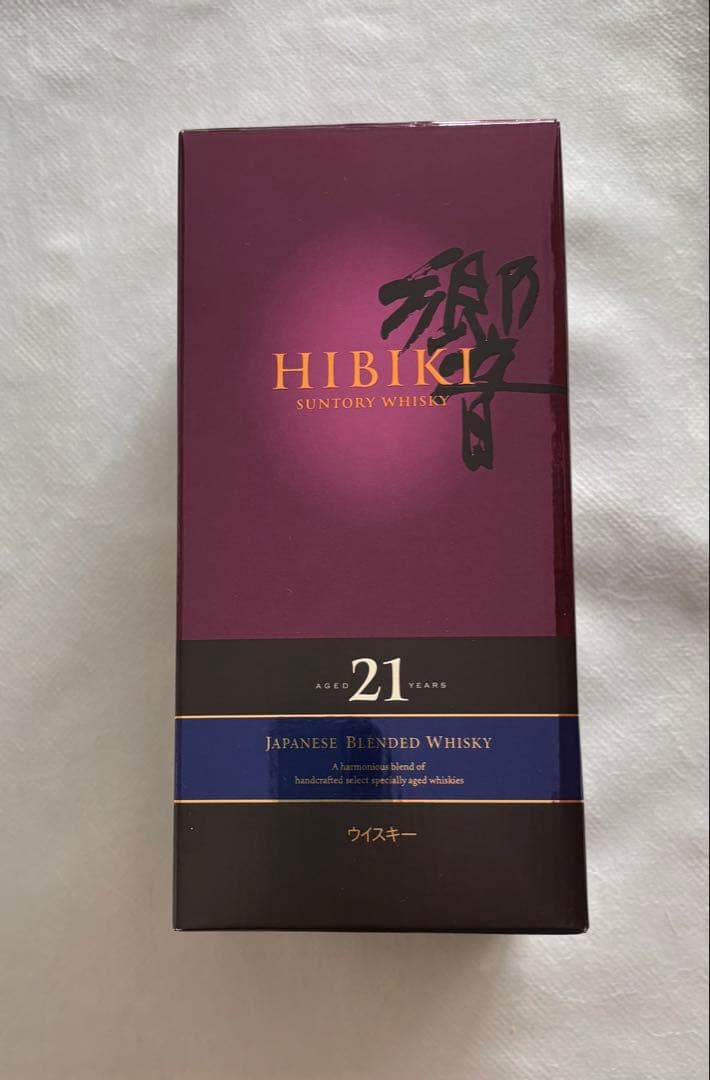 響
HIBIKI
SUNTORY WHISKY
AGED 21 YEARS
JAPANESE BLENDED WHISKY
A harmonious blend of
handcrafted select specially aged whiskies
ウイスキー